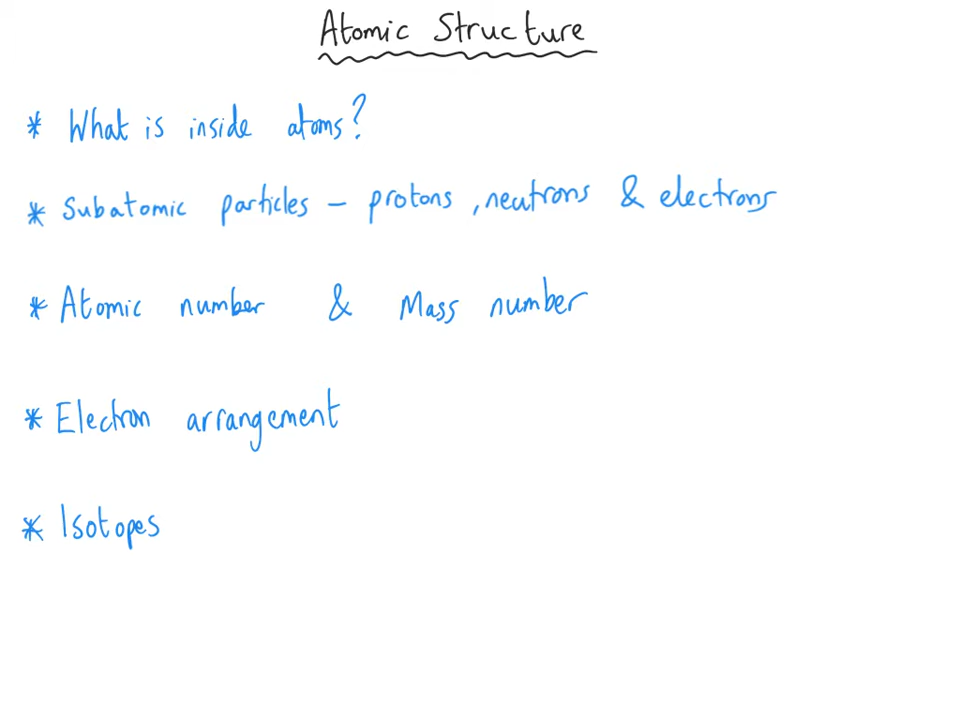 Atomic Structure
* What is inside atoms?
* Subatomic particles – protons, neutrons & electrons
* Atomic number & Mass number
* Electron arrangement
* Isotopes